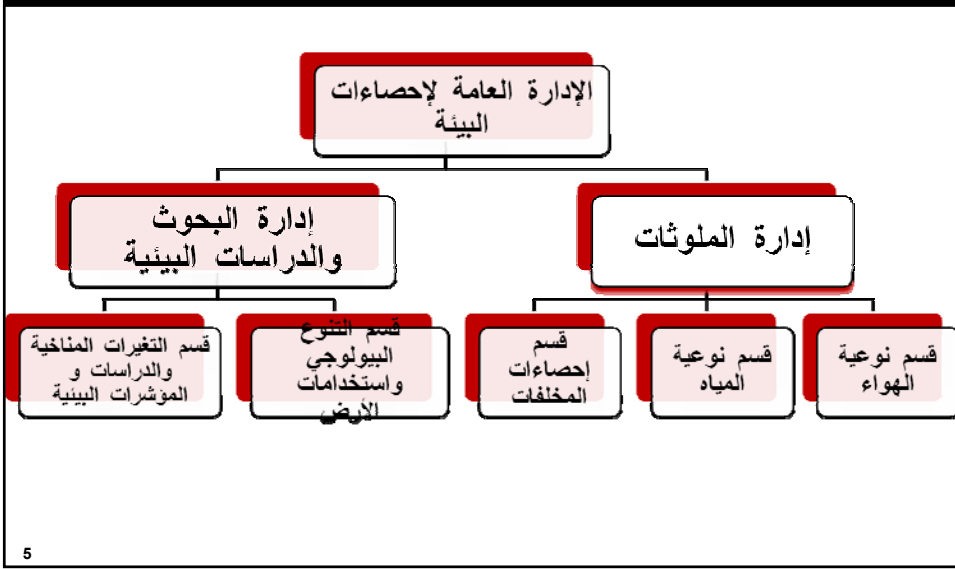 الإدارة العامة لإحصاءات
البيئة
إدارة الملوثات
إدارة البحوث
والدراسات البيئية
قسم نوعية
الهواء
قسم نوعية
المياه
قسم
إحصاءات
المخلفات
قسم التنوع
البيولوجي
واستخدامات
الأرض
قسم التغيرات المناخية
والدراسات و
المؤشرات البيئية
5